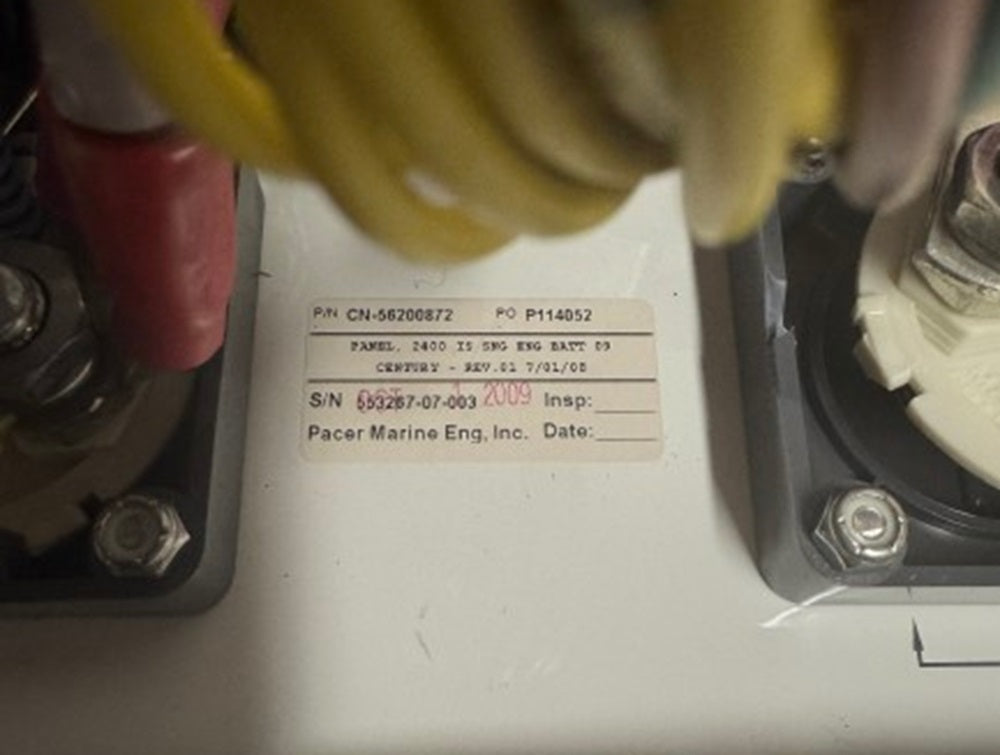 P/N CN-56200872 PO P114052
PANEL, 2400 IS SNG ENG BATT 09
CENTURY - REV.01 7/01/08
S/N 553267-07-003 Insp:
OCT 1 2009
Pacer Marine Eng, Inc. Date: